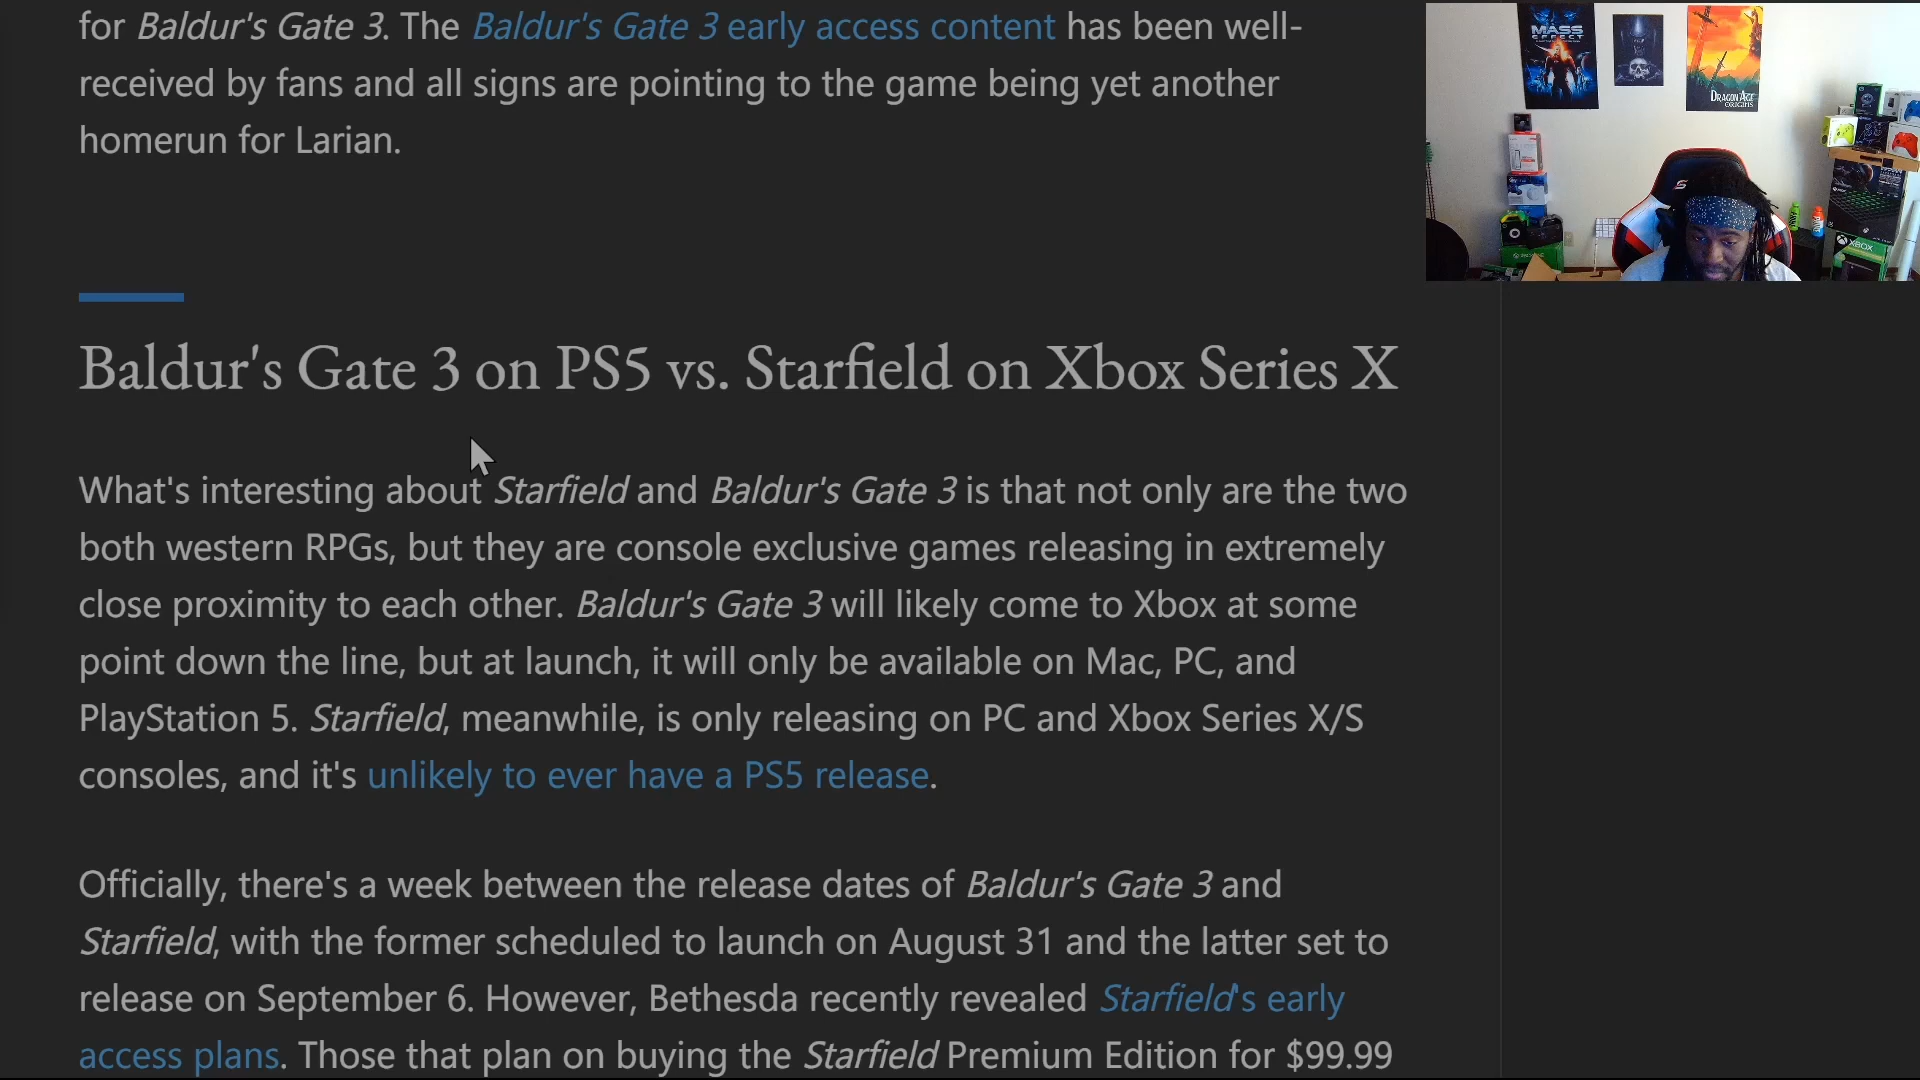 for Baldur's Gate 3. The Baldur's Gate 3 early access content has been well-
received by fans and all signs are pointing to the game being yet another
homerun for Larian.
Baldur's Gate 3 on PS5 vs. Starfield on Xbox Series X
What's interesting about Starfield and Baldur's Gate 3 is that not only are the two
both western RPGs, but they are console exclusive games releasing in extremely
close proximity to each other. Baldur's Gate 3 will likely come to Xbox at some
point down the line, but at launch, it will only be available on Mac, PC, and
PlayStation 5. Starfield, meanwhile, is only releasing on PC and Xbox Series X/S
consoles, and it's unlikely to ever have a PS5 release.
Officially, there's a week between the release dates of Baldur's Gate 3 and
Starfield, with the former scheduled to launch on August 31 and the latter set to
release on September 6. However, Bethesda recently revealed Starfield's early
access plans. Those that plan on buying the Starfield Premium Edition for $99.99
MASS
EFFECT
DRAGON AGE
ORIGINS
XBOX